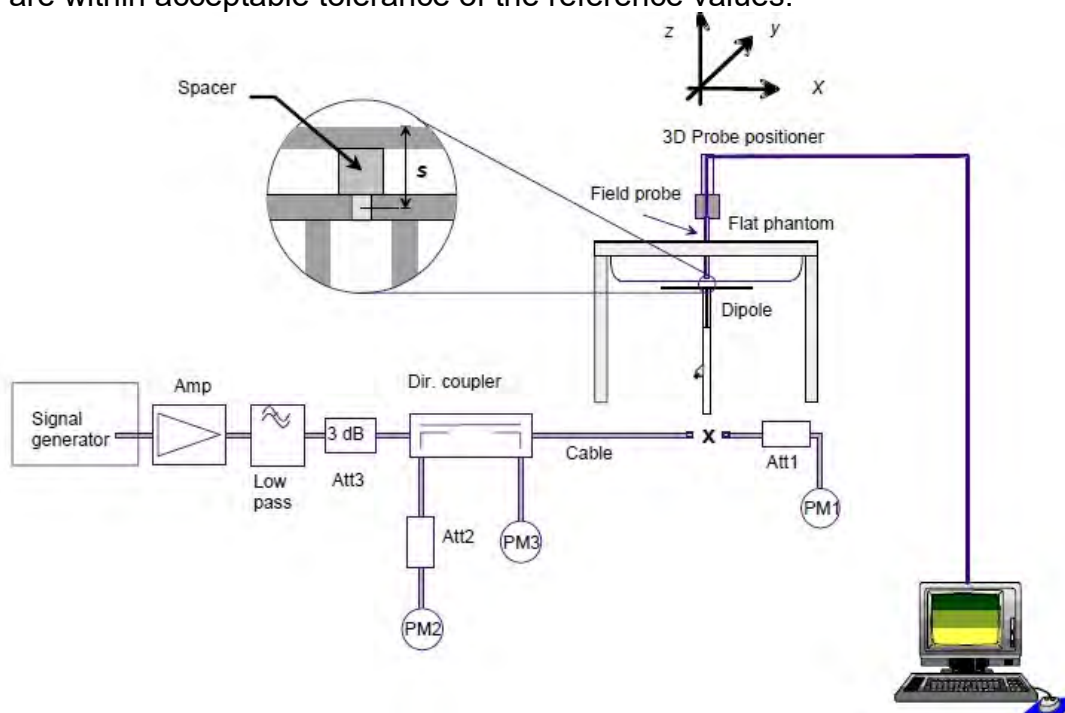 are within acceptable tolerance of the reference values.
z
y
x
Spacer
s
3D Probe positioner
Field probe
Flat phantom
Dipole
Signal
generator
Amp
Low
pass
3 dB
Att3
Dir. coupler
Att2
PM2
PM3
Cable
x
Att1
PM1